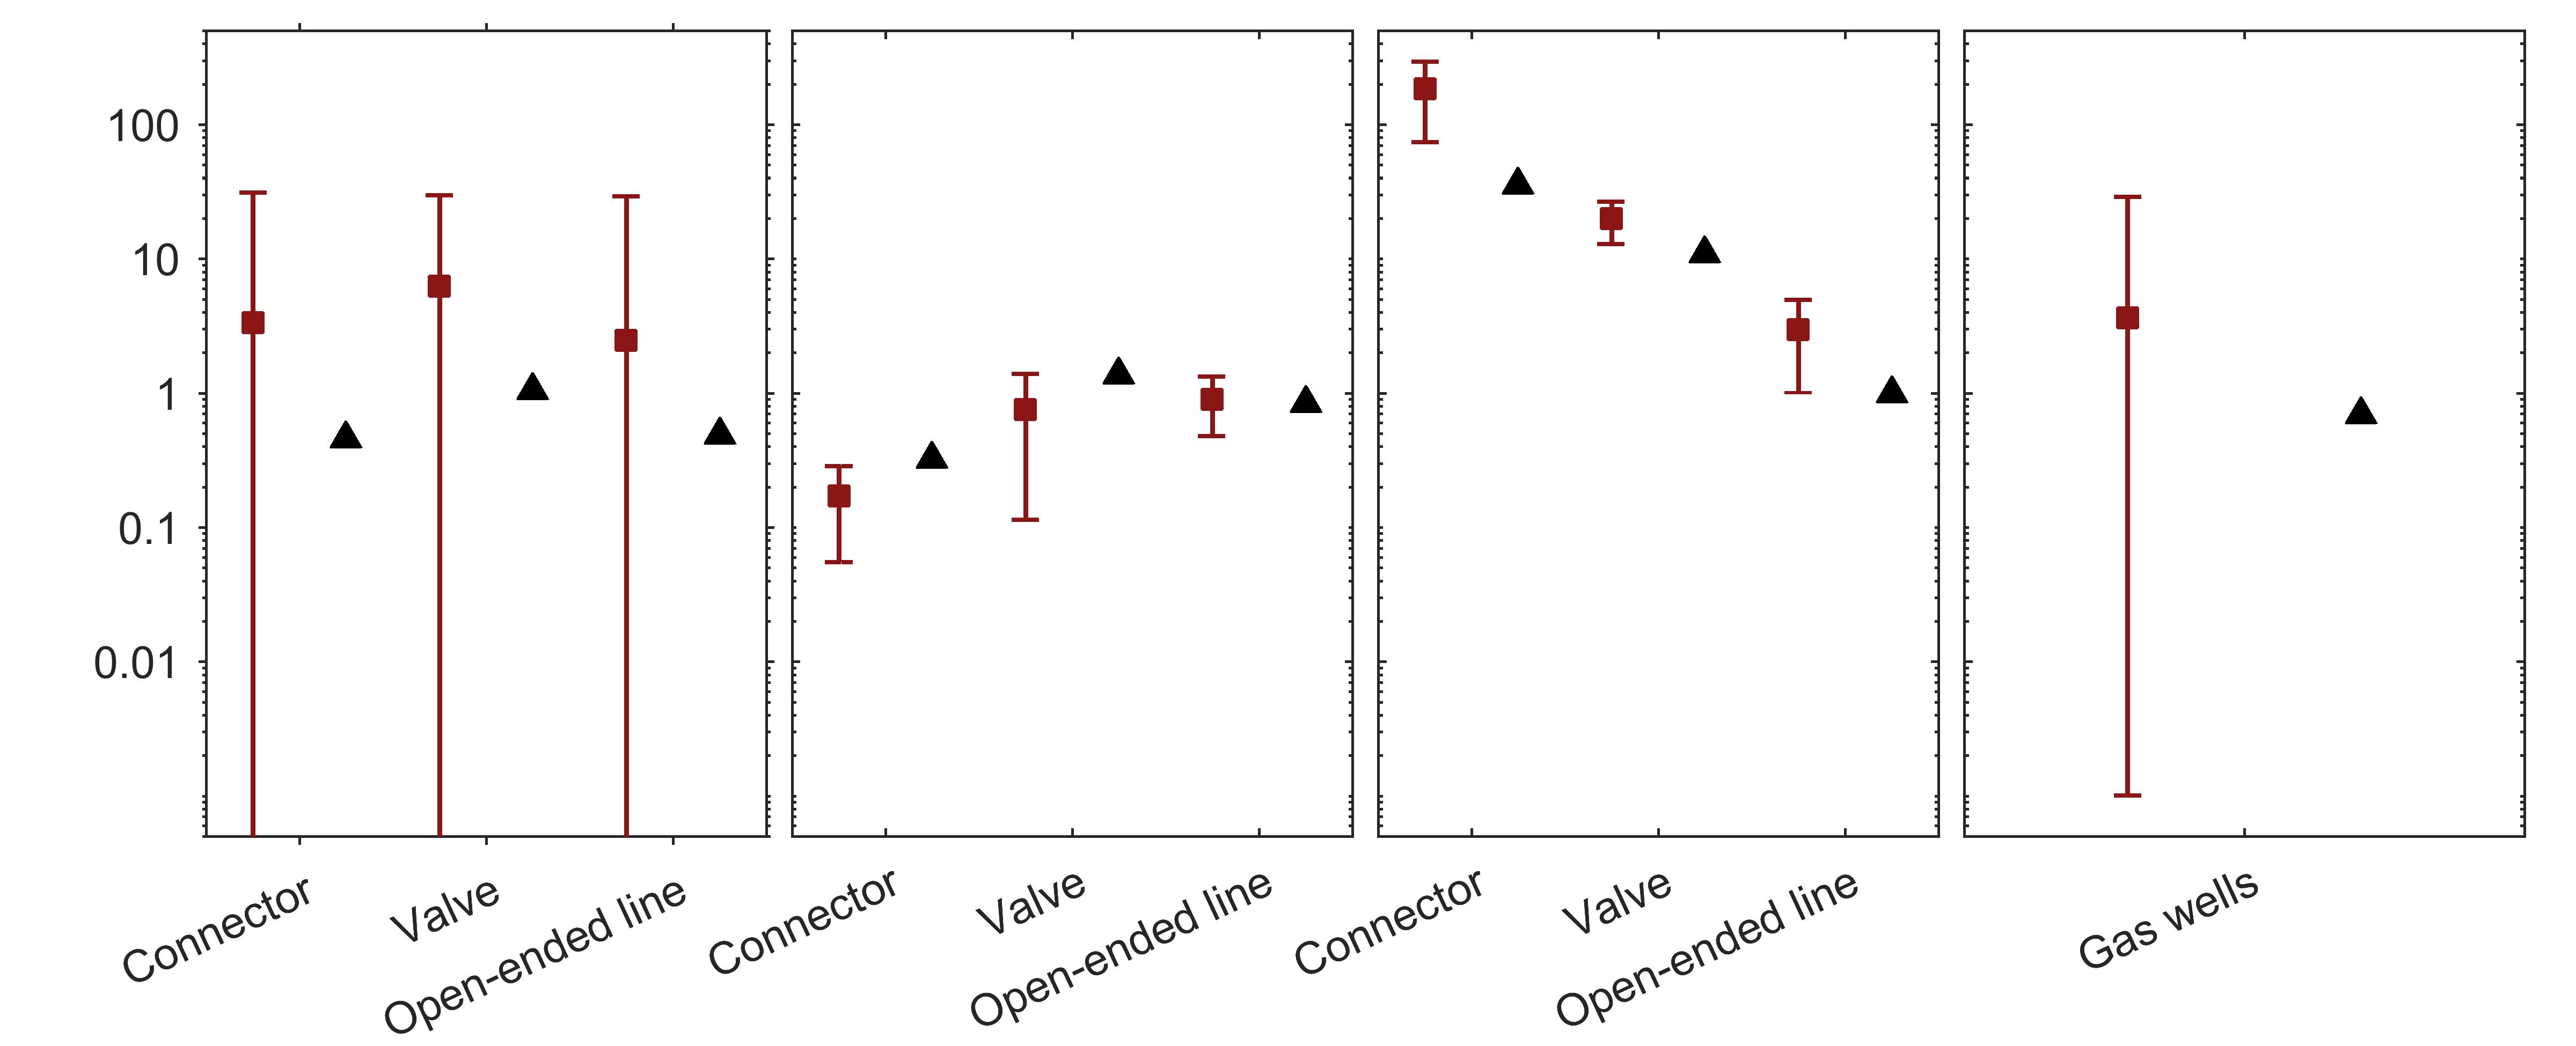 100
10
1
0.1
0.01
Connector
Valve
Open-ended line
Connector
Valve
Open-ended line
Connector
Valve
Open-ended line
Gas wells